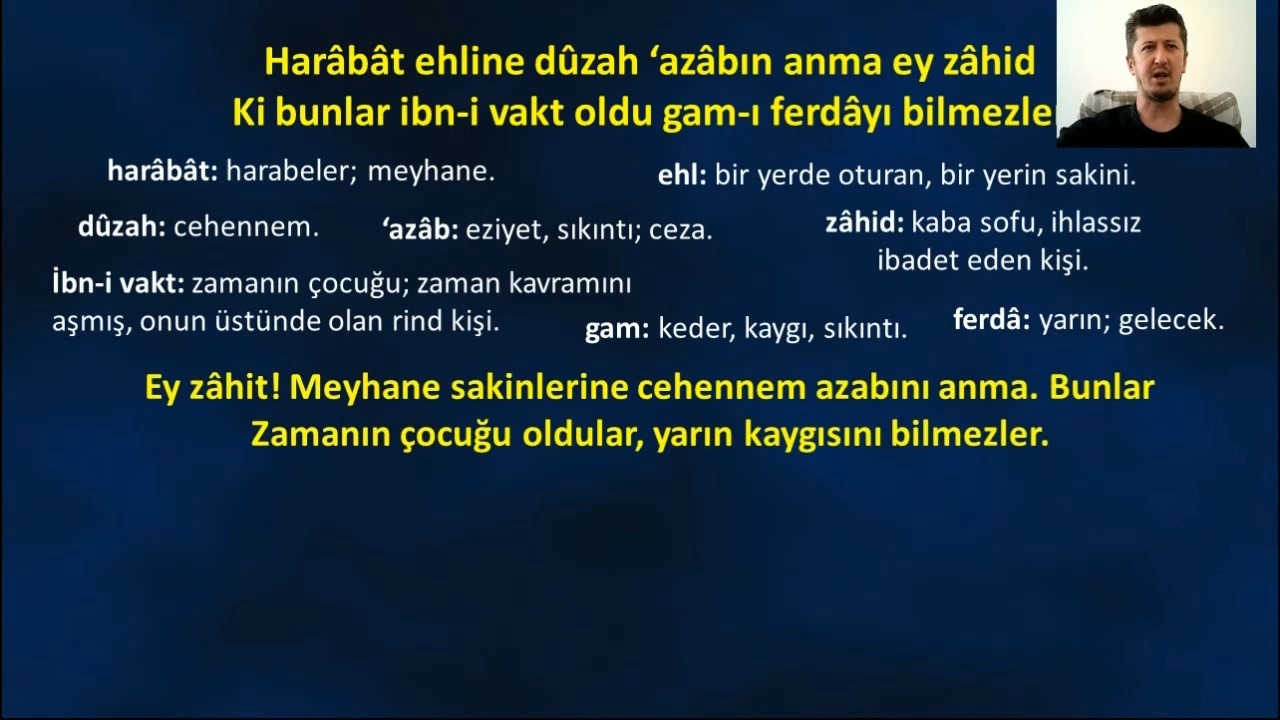 Harâbât ehline dûzah ‘azâbın anma ey zâhid
Ki bunlar ibn-i vakt oldu gam-ı ferdâyı bilmezle
harâbât: harabeler; meyhane.
ehl: bir yerde oturan, bir yerin sakini.
dûzah: cehennem.
‘azâb: eziyet, sıkıntı; ceza.
zâhid: kaba sofu, ihlassız
ibadet eden kişi.
İbn-i vakt: zamanın çocuğu; zaman kavramını
aşmış, onun üstünde olan rind kişi.
gam: keder, kaygı, sıkıntı.
ferdâ: yarın; gelecek.
Ey zâhit! Meyhane sakinlerine cehennem azabını anma. Bunlar
Zamanın çocuğu oldular, yarın kaygısını bilmezler.